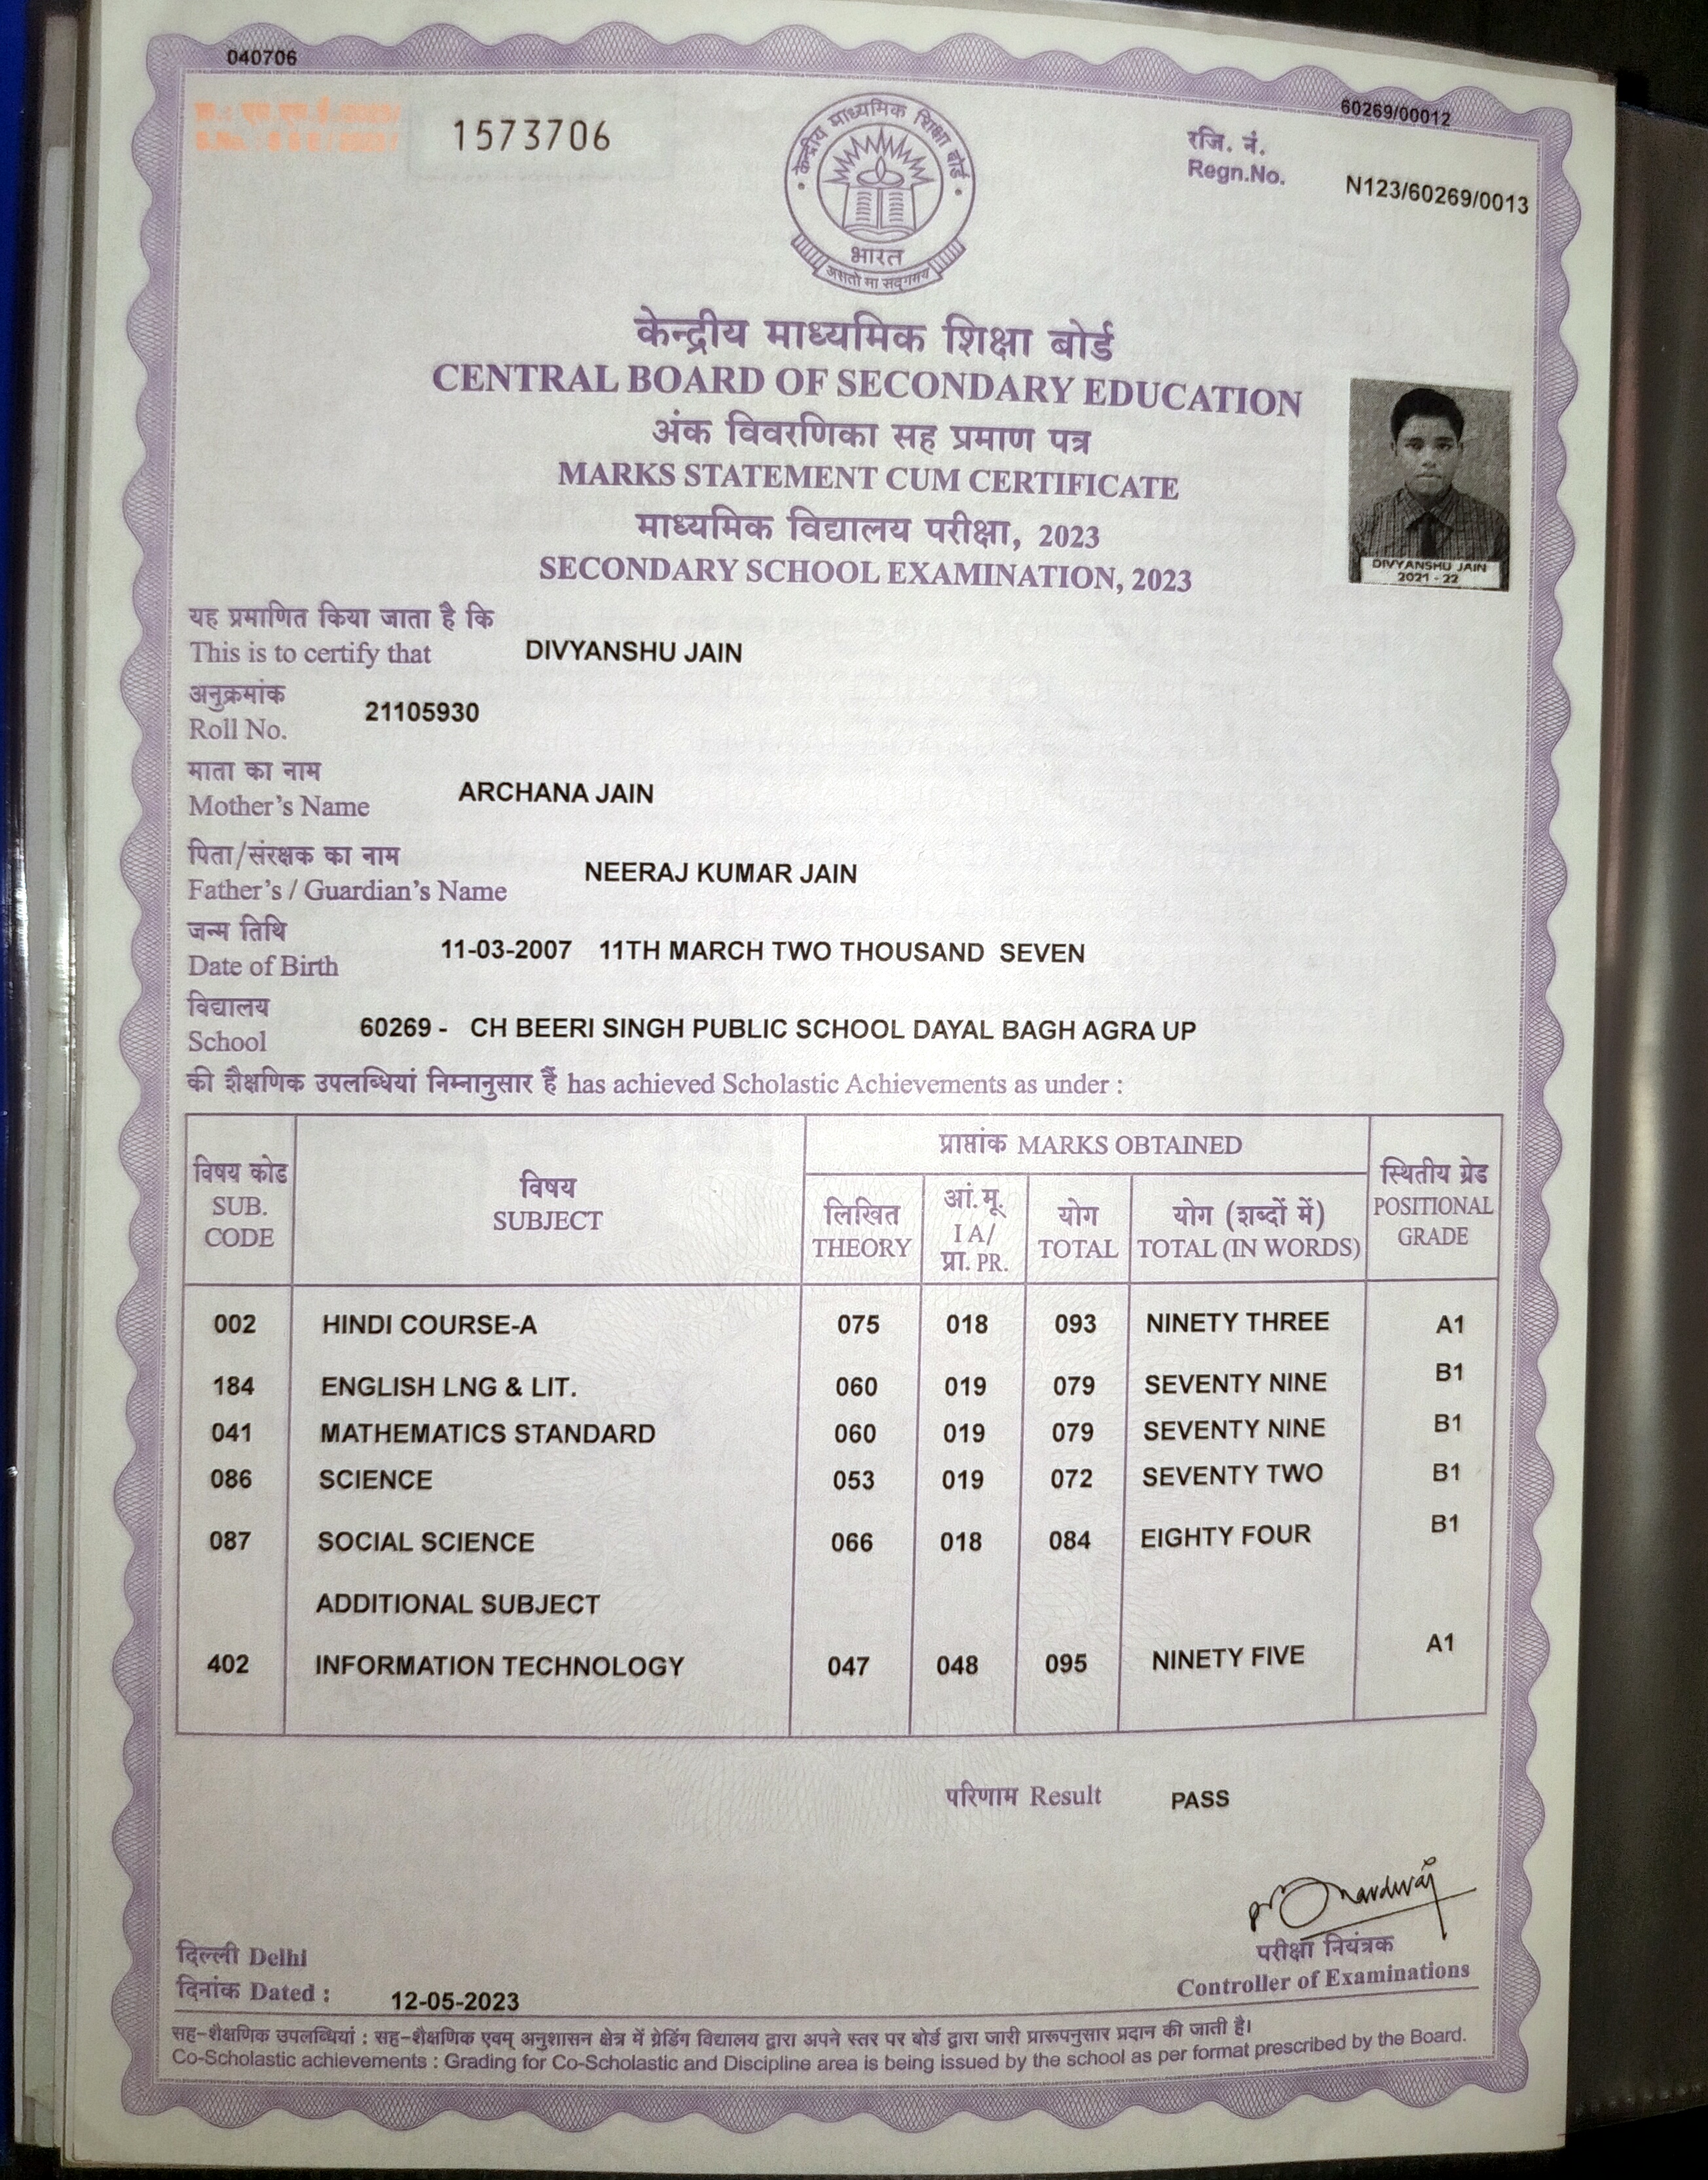 040706
60269/00012
1573706
रजि. नं.
Regn.No. N123/60269/0013
केन्द्रीय माध्यमिक शिक्षा बोर्ड
भारत
असतो मा सद्गमय
केन्द्रीय माध्यमिक शिक्षा बोर्ड
CENTRAL BOARD OF SECONDARY EDUCATION
अंक विवरणिका सह प्रमाण पत्र
MARKS STATEMENT CUM CERTIFICATE
माध्यमिक विद्यालय परीक्षा, 2023
SECONDARY SCHOOL EXAMINATION, 2023
DIVYANSHU JAIN
2021 - 22
यह प्रमाणित किया जाता है कि
This is to certify that DIVYANSHU JAIN
अनुक्रमांक
Roll No. 21105930
माता का नाम
Mother's Name ARCHANA JAIN
पिता/संरक्षक का नाम
Father's / Guardian's Name NEERAJ KUMAR JAIN
जन्म तिथि
Date of Birth 11-03-2007 11TH MARCH TWO THOUSAND SEVEN
विद्यालय
School 60269 - CH BEERI SINGH PUBLIC SCHOOL DAYAL BAGH AGRA UP
की शैक्षणिक उपलब्धियां निम्नानुसार हैं has achieved Scholastic Achievements as under :
विषय कोड
SUB.
CODE
विषय
SUBJECT
प्राप्तांक MARKS OBTAINED
लिखित
THEORY
आं.मू.
I A/
प्रा. PR.
योग
TOTAL
योग (शब्दों में)
TOTAL (IN WORDS)
स्थितीय ग्रेड
POSITIONAL
GRADE
002 HINDI COURSE-A 075 018 093 NINETY THREE A1
184 ENGLISH LNG & LIT. 060 019 079 SEVENTY NINE B1
041 MATHEMATICS STANDARD 060 019 079 SEVENTY NINE B1
086 SCIENCE 053 019 072 SEVENTY TWO B1
087 SOCIAL SCIENCE 066 018 084 EIGHTY FOUR B1
ADDITIONAL SUBJECT
402 INFORMATION TECHNOLOGY 047 048 095 NINETY FIVE A1
परिणाम Result PASS
परीक्षा नियंत्रक
Controller of Examinations
दिल्ली Delhi
दिनांक Dated : 12-05-2023
सह-शैक्षणिक उपलब्धियां : सह-शैक्षणिक एवम् अनुशासन क्षेत्र में ग्रेडिंग विद्यालय द्वारा अपने स्तर पर बोर्ड द्वारा जारी प्रारूपनुसार प्रदान की जाती है।
Co-Scholastic achievements : Grading for Co-Scholastic and Discipline area is being issued by the school as per format prescribed by the Board.